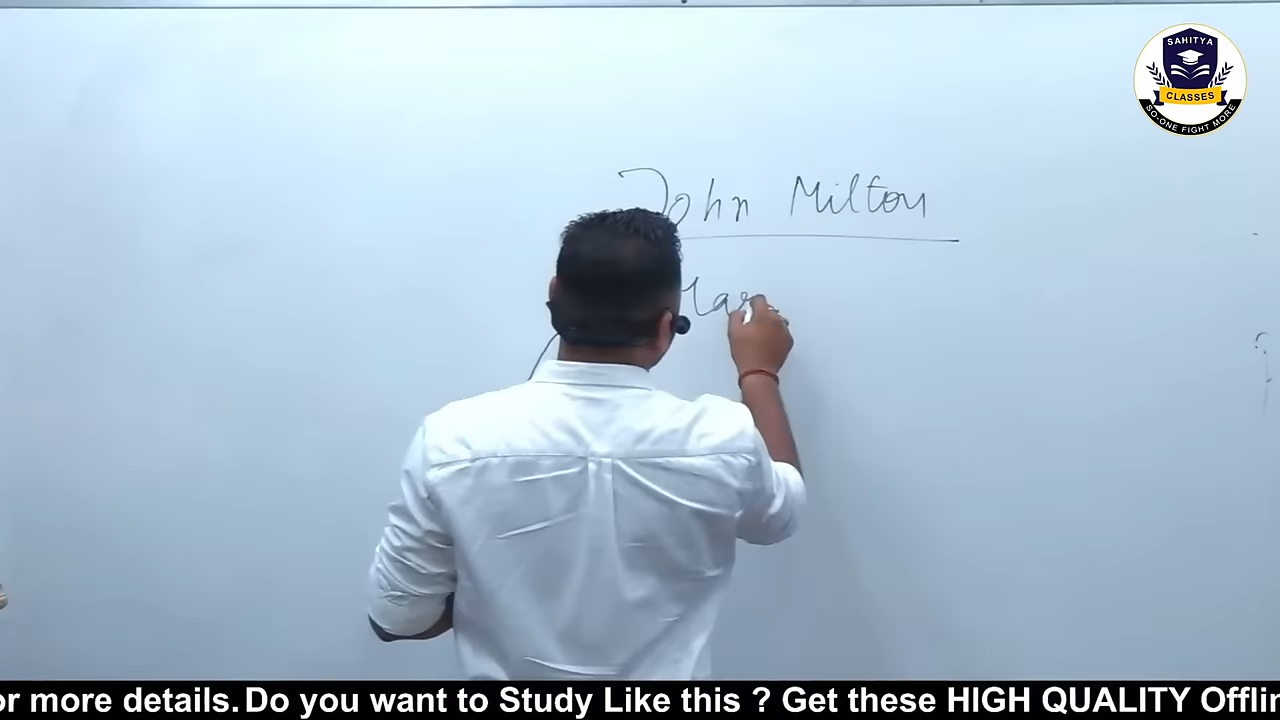 SAHITYA
CLASSES
SO-ONE FIGHT MORE
John Milton
or more details. Do you want to Study Like this ? Get these HIGH QUALITY Offlin